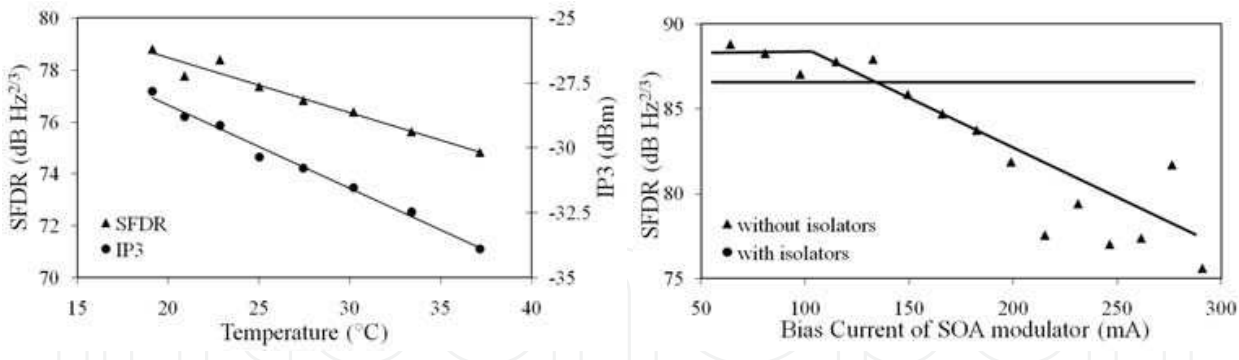 80
78
76
74
72
70
SFDR (dB Hz2/3)
-25
-27.5
-30
-32.5
-35
IP3 (dBm)
▲ SFDR
● IP3
15 20 25 30 35 40
Temperature (°C)
90
85
80
75
SFDR (dB Hz2/3)
▲ without isolators
● with isolators
50 100 150 200 250 300
Bias Current of SOA modulator (mA)